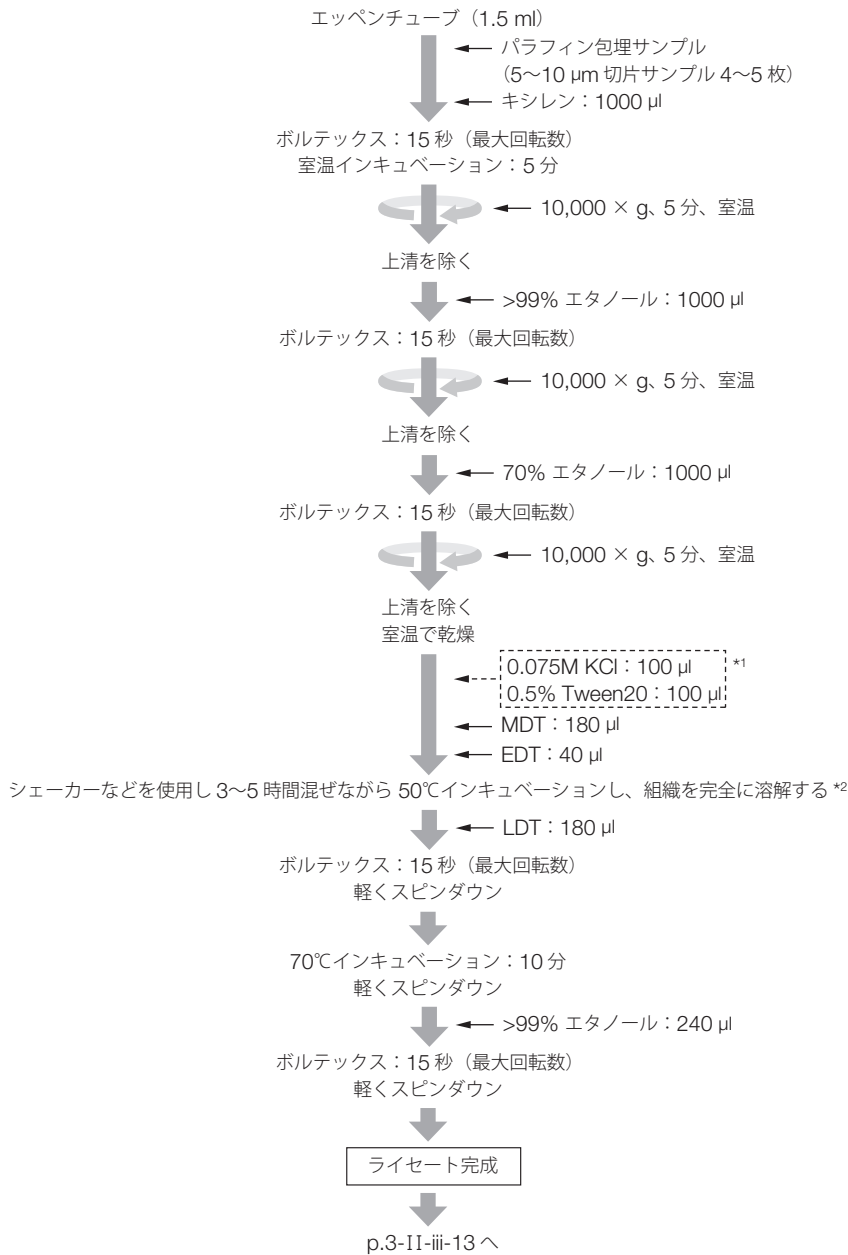 エッペンチューブ（1.5 ml）
パラフィン包埋サンプル
（5〜10 µm 切片サンプル 4〜5 枚）
キシレン：1000 µl
ボルテックス：15 秒（最大回転数）
室温インキュベーション：5 分
10,000 × g、5 分、室温
上清を除く
>99% エタノール：1000 µl
ボルテックス：15 秒（最大回転数）
10,000 × g、5 分、室温
上清を除く
70% エタノール：1000 µl
ボルテックス：15 秒（最大回転数）
10,000 × g、5 分、室温
上清を除く
室温で乾燥
0.075M KCl：100 µl *1
0.5% Tween20：100 µl
MDT：180 µl
EDT：40 µl
シェーカーなどを使用し 3〜5 時間混ぜながら 50℃インキュベーションし、組織を完全に溶解する *2
LDT：180 µl
ボルテックス：15 秒（最大回転数）
軽くスピンダウン
70℃インキュベーション：10 分
軽くスピンダウン
>99% エタノール：240 µl
ボルテックス：15 秒（最大回転数）
軽くスピンダウン
ライセート完成
p.3-II-iii-13 へ